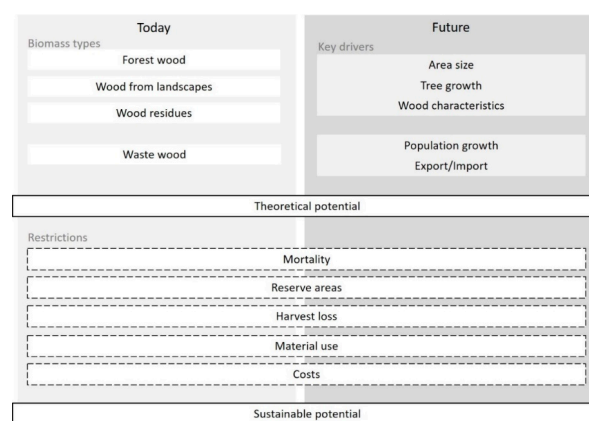 Today
Biomass types
Forest wood
Wood from landscapes
Wood residues
Waste wood
Future
Key drivers
Area size
Tree growth
Wood characteristics
Population growth
Export/Import
Theoretical potential
Restrictions
Mortality
Reserve areas
Harvest loss
Material use
Costs
Sustainable potential